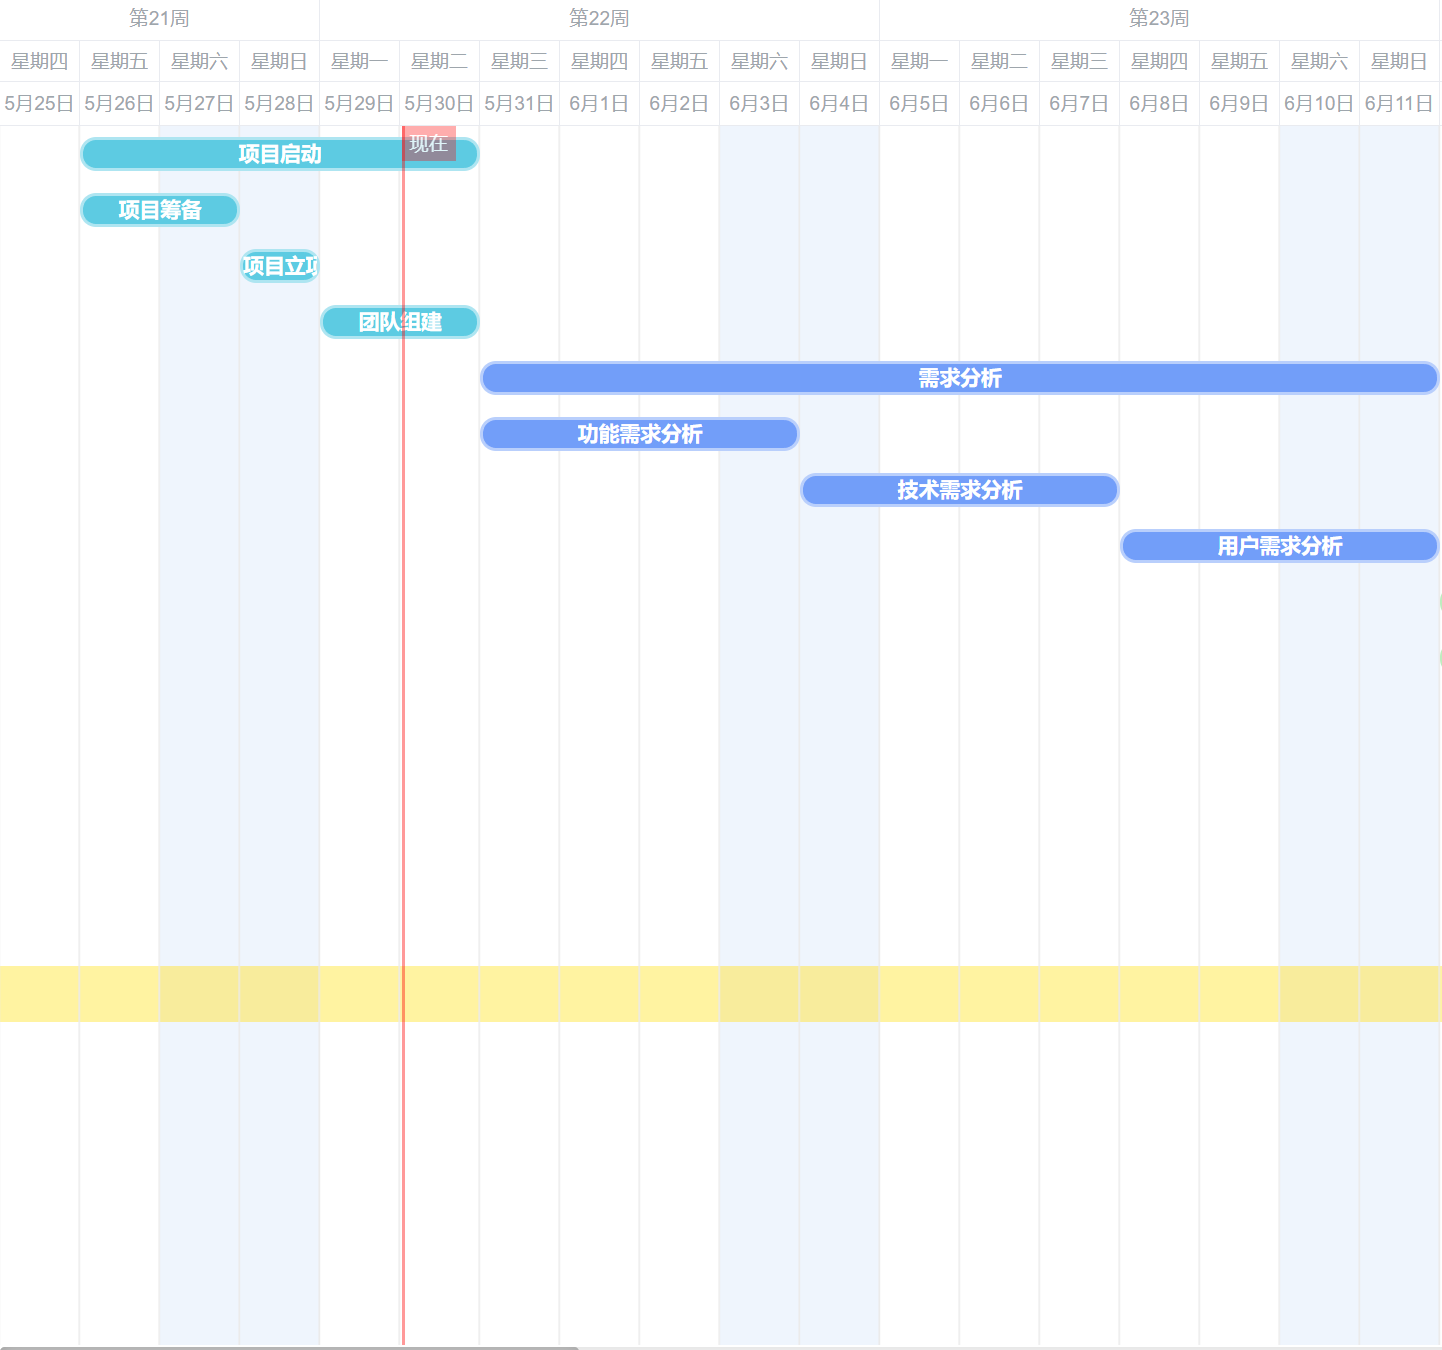 第21周 第22周 第23周
星期四 星期五 星期六 星期日 星期一 星期二 星期三 星期四 星期五 星期六 星期日 星期一 星期二 星期三 星期四 星期五 星期六 星期日
5月25日 5月26日 5月27日 5月28日 5月29日 5月30日 5月31日 6月1日 6月2日 6月3日 6月4日 6月5日 6月6日 6月7日 6月8日 6月9日 6月10日 6月11日
现在
项目启动
项目筹备
项目立项
团队组建
需求分析
功能需求分析
技术需求分析
用户需求分析